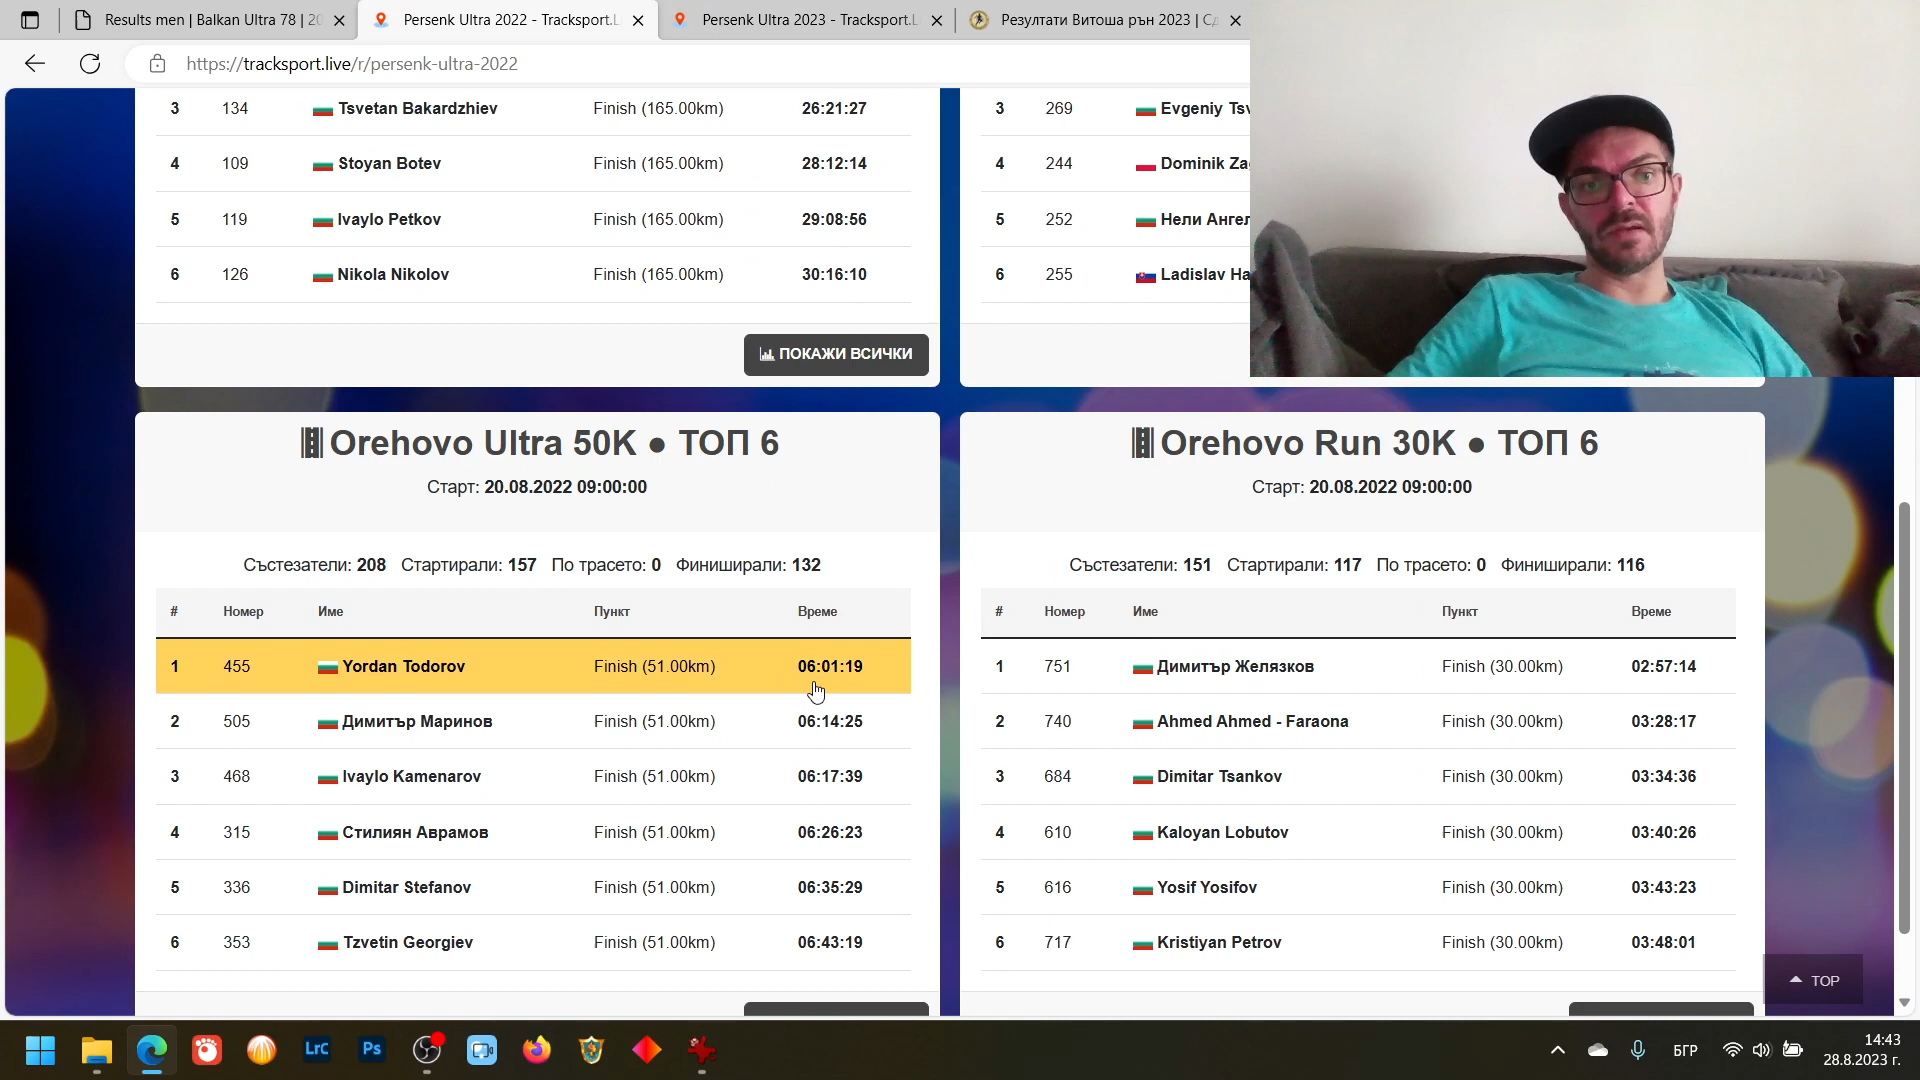 Results men | Balkan Ultra 78 | 20
Persenk Ultra 2022 - Tracksport.L
Persenk Ultra 2023 - Tracksport.L
Резултати Витоша рън 2023 | Сд
https://tracksport.live/r/persenk-ultra-2022
3 134 Tsvetan Bakardzhiev Finish (165.00km) 26:21:27
4 109 Stoyan Botev Finish (165.00km) 28:12:14
5 119 Ivaylo Petkov Finish (165.00km) 29:08:56
6 126 Nikola Nikolov Finish (165.00km) 30:16:10
ПОКАЖИ ВСИЧКИ
3 269 Evgeniy Tsv
4 244 Dominik Zag
5 252 Нели Ангел
6 255 Ladislav Ha
Orehovo Ultra 50K ● ТОП 6
Старт: 20.08.2022 09:00:00
Състезатели: 208 Стартирали: 157 По трасето: 0 Финиширали: 132
# Номер Име Пункт Време
1 455 Yordan Todorov Finish (51.00km) 06:01:19
2 505 Димитър Маринов Finish (51.00km) 06:14:25
3 468 Ivaylo Kamenarov Finish (51.00km) 06:17:39
4 315 Стилиян Аврамов Finish (51.00km) 06:26:23
5 336 Dimitar Stefanov Finish (51.00km) 06:35:29
6 353 Tzvetin Georgiev Finish (51.00km) 06:43:19
Orehovo Run 30K ● ТОП 6
Старт: 20.08.2022 09:00:00
Състезатели: 151 Стартирали: 117 По трасето: 0 Финиширали: 116
# Номер Име Пункт Време
1 751 Димитър Желязков Finish (30.00km) 02:57:14
2 740 Ahmed Ahmed - Faraona Finish (30.00km) 03:28:17
3 684 Dimitar Tsankov Finish (30.00km) 03:34:36
4 610 Kaloyan Lobutov Finish (30.00km) 03:40:26
5 616 Yosif Yosifov Finish (30.00km) 03:43:23
6 717 Kristiyan Petrov Finish (30.00km) 03:48:01
TOP
LrC
Ps
БГР
14:43
28.8.2023 г.